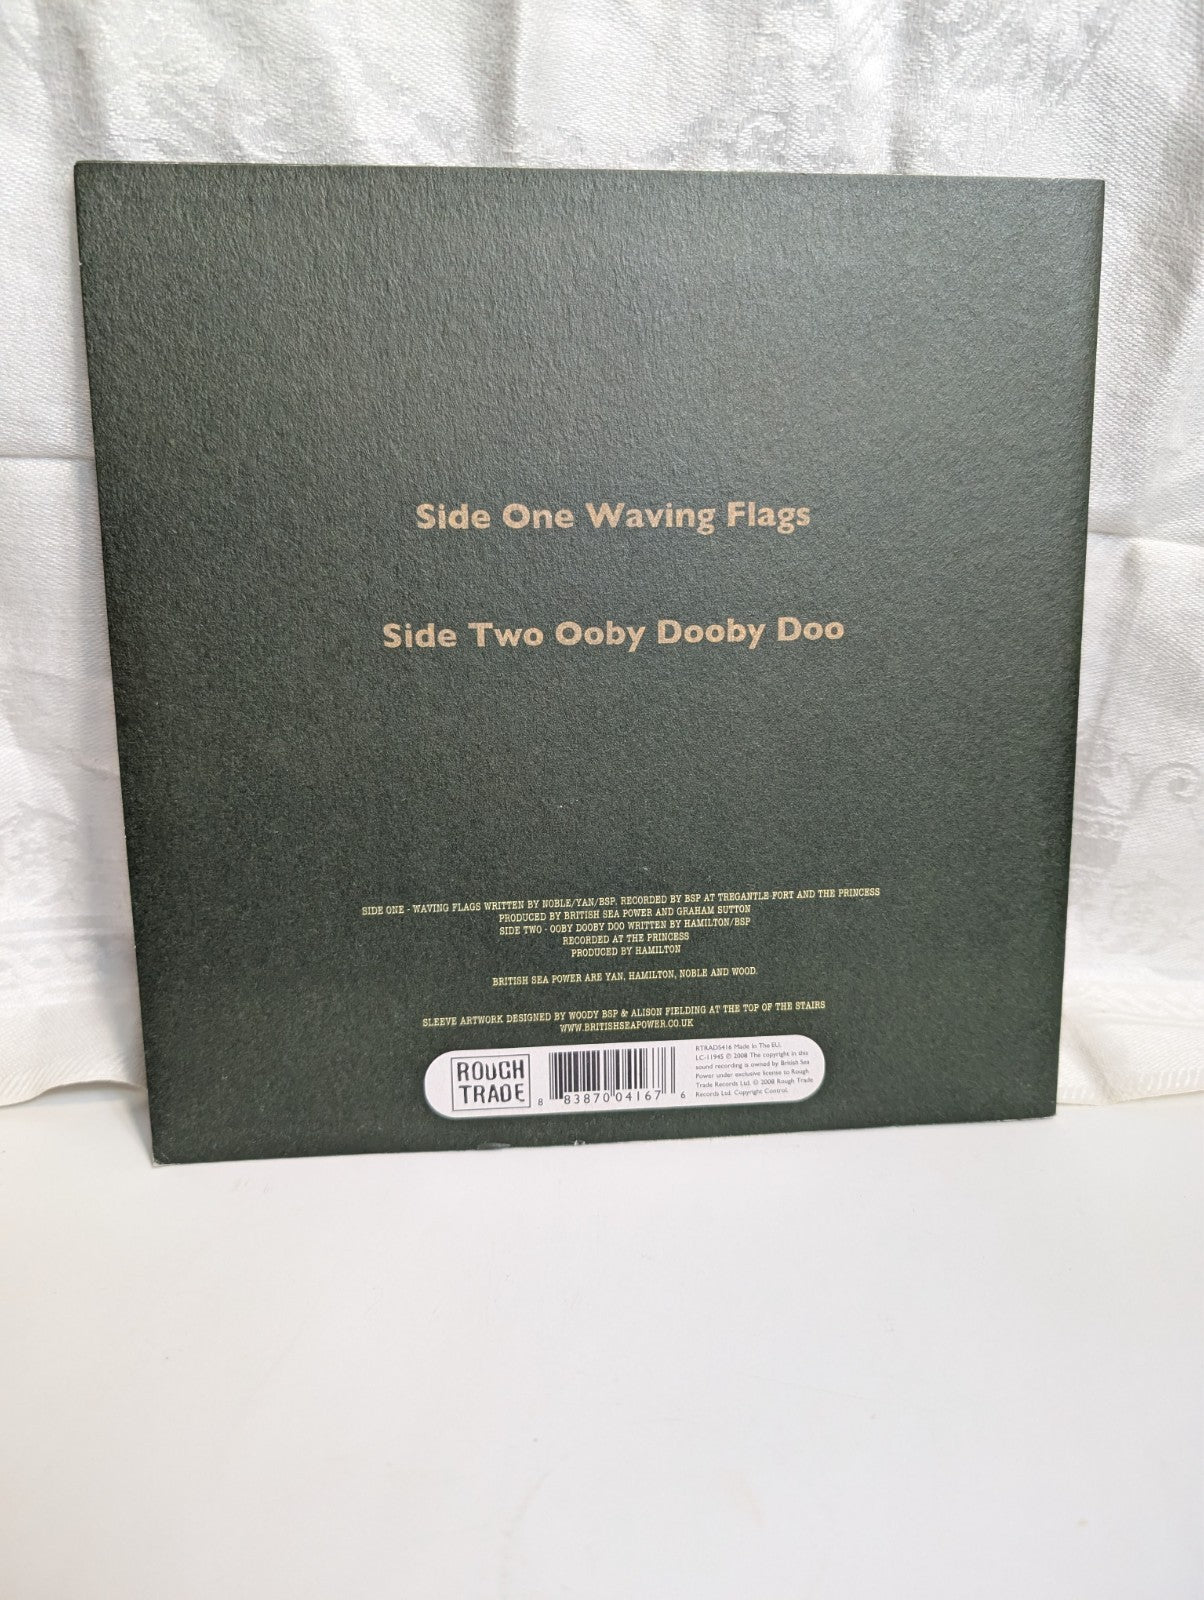 Side One Waving Flags
Side Two Ooby Dooby Doo
SIDE ONE - WAVING FLAGS WRITTEN BY NOBLE/YAN/BSP. RECORDED BY BSP AT TREGANTLE FORT AND THE PRINCESS
PRODUCED BY BRITISH SEA POWER AND GRAHAM SUTTON
SIDE TWO - OOBY DOOBY DOO WRITTEN BY HAMILTON/BSP
RECORDED AT THE PRINCESS
PRODUCED BY HAMILTON
BRITISH SEA POWER ARE YAN, HAMILTON, NOBLE AND WOOD.
SLEEVE ARTWORK DESIGNED BY WOODY BSP & ALISON FIELDING AT THE TOP OF THE STAIRS
WWW.BRITISHSEAPOWER.CO.UK
ROUGH
TRADE
8 83870 04167 6
RTRADS416 Made In The E.U.
LC-11945 ℗ 2008 The copyright in this
sound recording is owned by British Sea
Power under exclusive license to Rough
Trade Records Ltd. © 2008 Rough Trade
Records Ltd. Copyright Control.